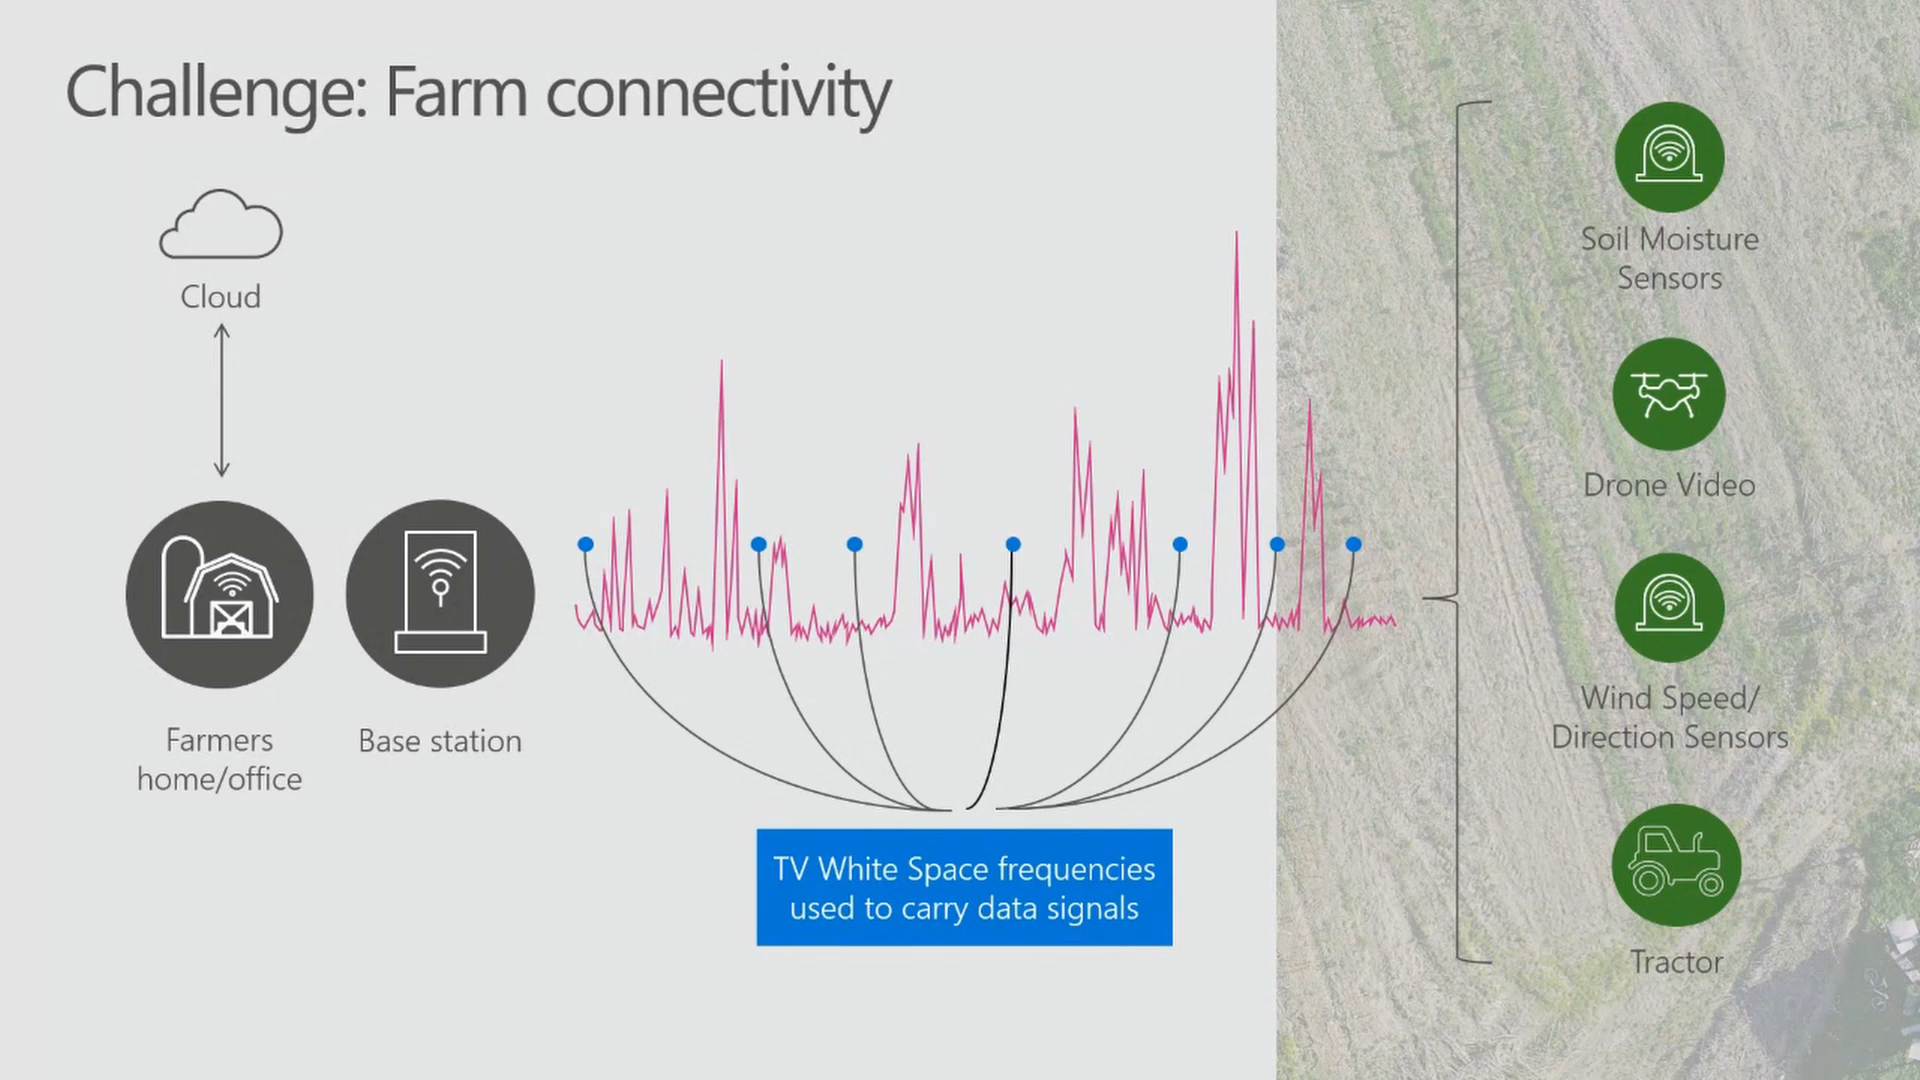 Challenge: Farm connectivity
Cloud
Farmers
home/office
Base station
TV White Space frequencies
used to carry data signals
Soil Moisture
Sensors
Drone Video
Wind Speed/
Direction Sensors
Tractor